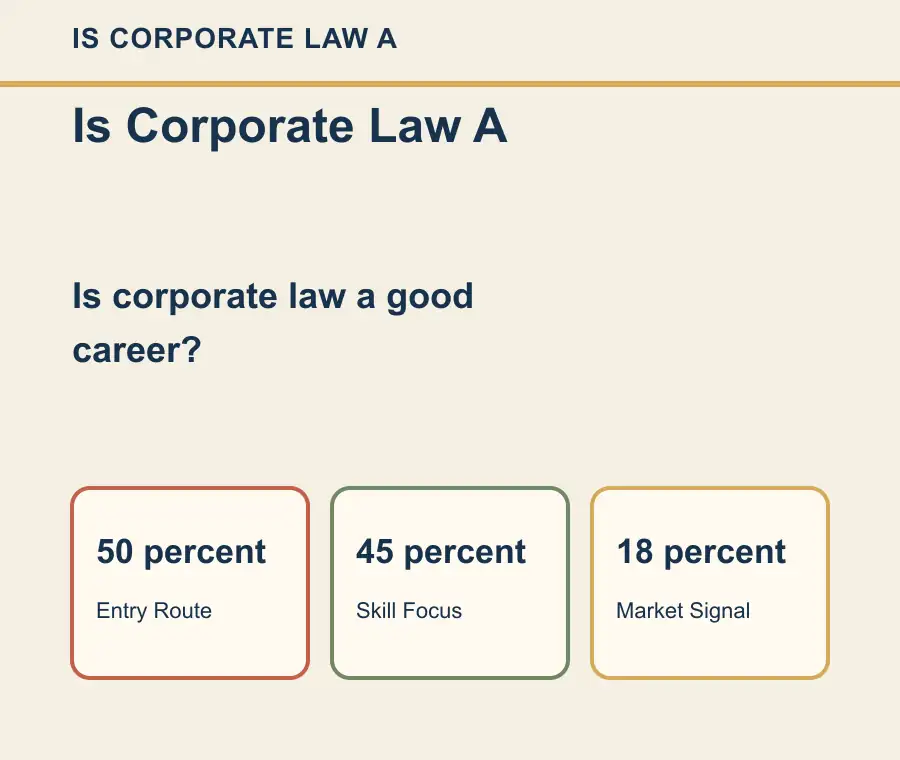 IS CORPORATE LAW A
Is Corporate Law A
Is corporate law a good
career?
50 percent
Entry Route
45 percent
Skill Focus
18 percent
Market Signal